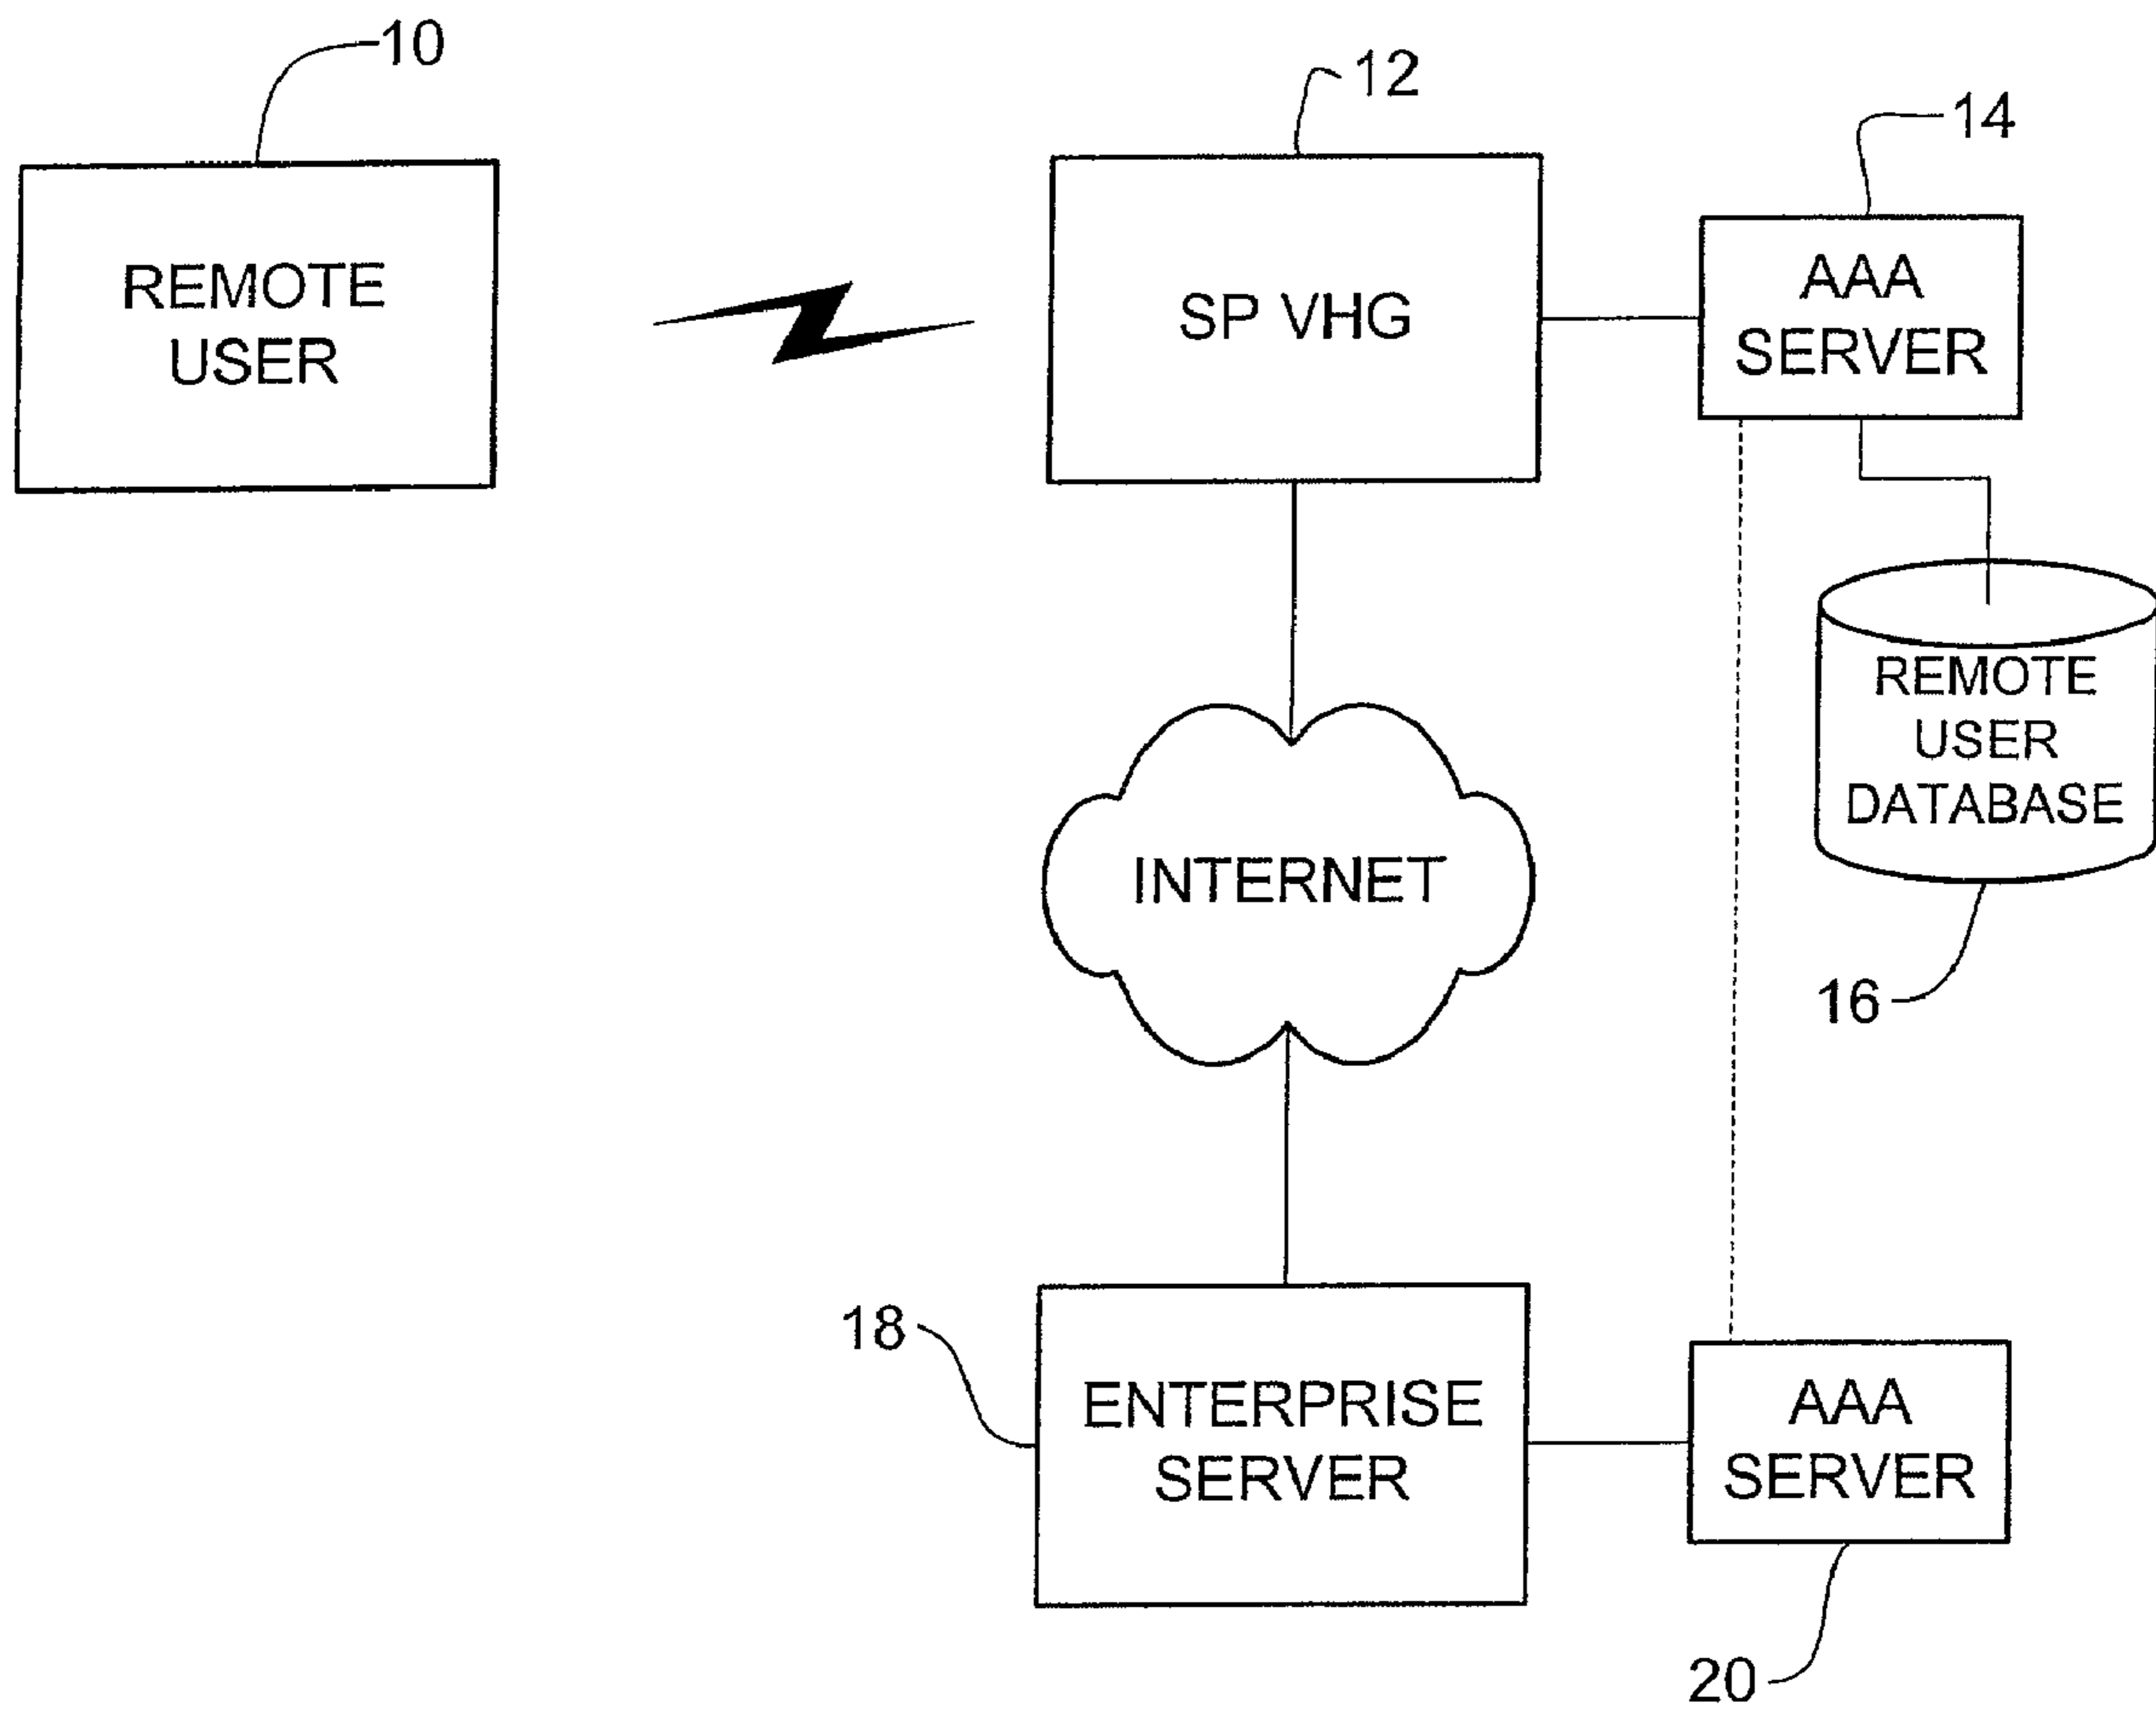 10
12
14
REMOTE
USER
SP VHG
AAA
SERVER
REMOTE
USER
DATABASE
INTERNET
16
18
ENTERPRISE
SERVER
AAA
SERVER
20